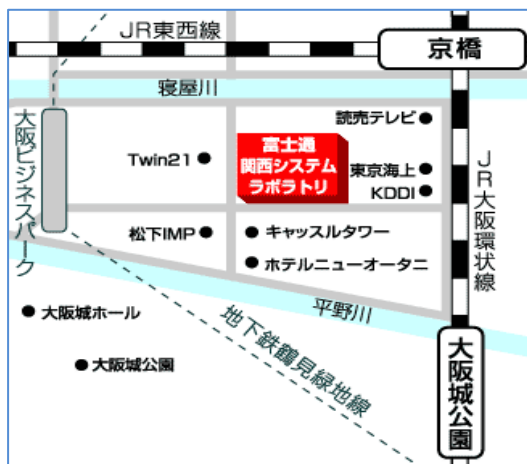 JR東西線
京橋
寝屋川
大阪ビジネスパーク
読売テレビ
Twin21
富士通
関西システム
ラボラトリ
東京海上
KDDI
JR大阪環状線
松下IMP
キャッスルタワー
ホテルニューオータニ
平野川
大阪城ホール
地下鉄鶴見緑地線
大阪城公園
大阪城公園